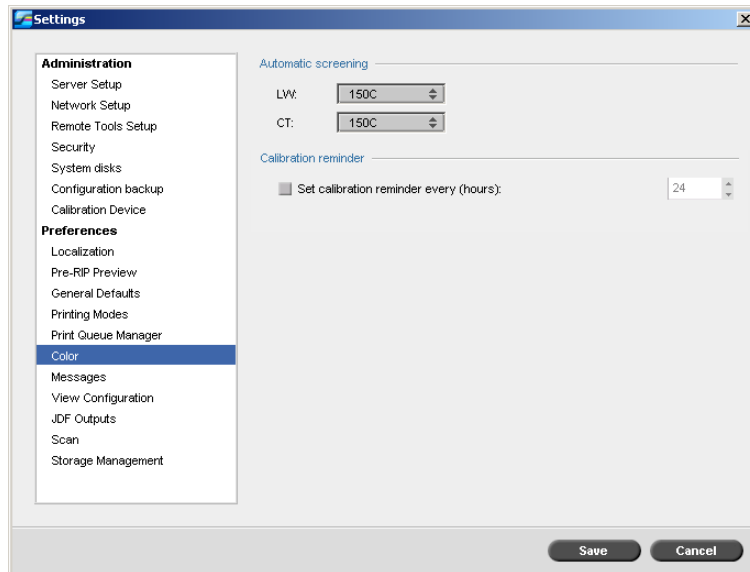 Settings
Administration
Server Setup
Network Setup
Remote Tools Setup
Security
System disks
Configuration backup
Calibration Device
Preferences
Localization
Pre-RIP Preview
General Defaults
Printing Modes
Print Queue Manager
Color
Messages
View Configuration
JDF Outputs
Scan
Storage Management
Automatic screening
LW: 150C
CT: 150C
Calibration reminder
Set calibration reminder every (hours): 24
Save Cancel